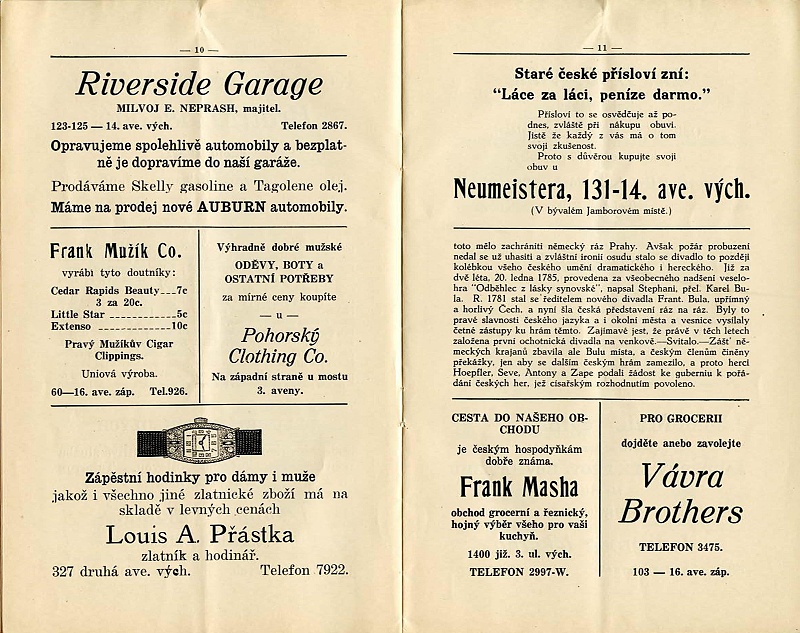 — 10 —
Riverside Garage
MILVOJ E. NEPRASH, majitel.
123-125 — 14. ave. vých. Telefon 2867.
Opravujeme spolehlivě automobily a bezplat-
ně je dopravíme do naší garáže.
Prodáváme Skelly gasoline a Tagolene olej.
Máme na prodej nové AUBURN automobily.
Frank Mužík Co.
vyrábí tyto doutníky:
Cedar Rapids Beauty---7c
3 za 20c.
Little Star -----------5c
Extenso ------------10c
Pravý Mužíkův Cigar
Clippings.
Uniová výroba.
60—16. ave. záp. Tel.926.
Výhradně dobré mužské
ODĚVY, BOTY a
OSTATNÍ POTŘEBY
za mírné ceny koupíte
— u —
Pohorský
Clothing Co.
Na západní straně u mostu
3. aveny.
Zápěstní hodinky pro dámy i muže
jakož i všechno jiné zlatnické zboží má na
skladě v levných cenách
Louis A. Přástka
zlatník a hodinář.
327 druhá ave. vých. Telefon 7922.
— 11 —
Staré české přísloví zní:
“Láce za láci, peníze darmo.”
Přísloví to se osvědčuje až po-
dnes, zvláště při nákupu obuvi.
Jistě že každý z vás má o tom
svoji zkušenost.
Proto s důvěrou kupujte svoji
obuv u
Neumeistera, 131-14. ave. vých.
(V bývalém Jamborovém místě.)
toto mělo zachrániti německý ráz Prahy. Avšak požár probuzení
nedal se už uhasiti a zvláštní ironií osudu stalo se divadlo to později
kolébkou všeho českého umění dramatického i hereckého. Již za
dvě léta, 20. ledna 1785, provedena za všeobecného nadšení veselo-
hra “Odběhlec z lásky synovské”, napsal Stephani, přel. Karel Bu-
la. R. 1781 stal se ředitelem nového divadla Frant. Bula, upřímný
a horlivý Čech, a nyní šla česká představení ráz na ráz. Byly to
pravé slavnosti českého jazyka a i okolní města a vesnice vysílaly
četné zástupy ku hrám těmto. Zajímavé jest, že právě v těch letech
založena první ochotnická divadla na venkově.—Svitalo.—Zášť ně-
meckých krajanů zbavila ale Bulu místa, a českým členům činěny
překážky, jen aby se dalším českým hrám zamezilo, a proto herci
Hoepfler, Seve, Antony a Zape podali žádost ke guberniu k pořá-
dání českých her, jež císařským rozhodnutím povoleno.
CESTA DO NAŠEHO OB-
CHODU
je českým hospodyňkám
dobře známa.
Frank Masha
obchod grocerní a řeznický,
hojný výběr všeho pro vaši
kuchyň.
1400 již. 3. ul. vých.
TELEFON 2997-W.
PRO GROCERII
dojděte anebo zavolejte
Vávra
Brothers
TELEFON 3475.
103 — 16. ave. záp.